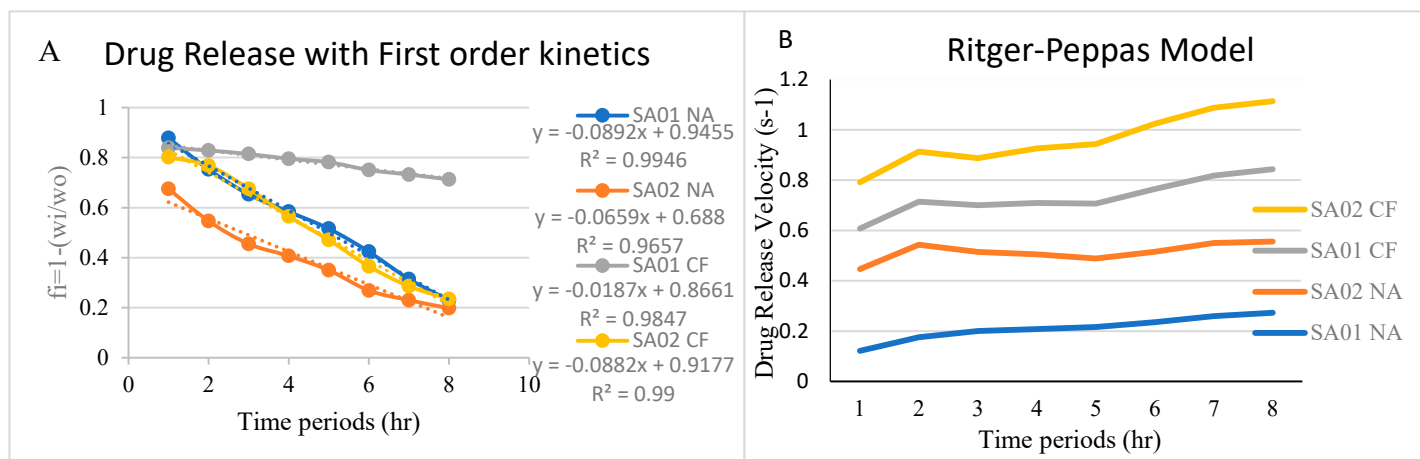 A
Drug Release with First order kinetics
fi=1-(wi/wo)
1
0.8
0.6
0.4
0.2
0
0
2
4
6
8
10
Time periods (hr)
SA01 NA
y = -0.0892x + 0.9455
R² = 0.9946
SA02 NA
y = -0.0659x + 0.688
R² = 0.9657
SA01 CF
y = -0.0187x + 0.8661
R² = 0.9847
SA02 CF
y = -0.0882x + 0.9177
R² = 0.99
B
Ritger-Peppas Model
Drug Release Velocity (s-1)
1.2
1
0.8
0.6
0.4
0.2
0
1
2
3
4
5
6
7
8
Time periods (hr)
SA02 CF
SA01 CF
SA02 NA
SA01 NA